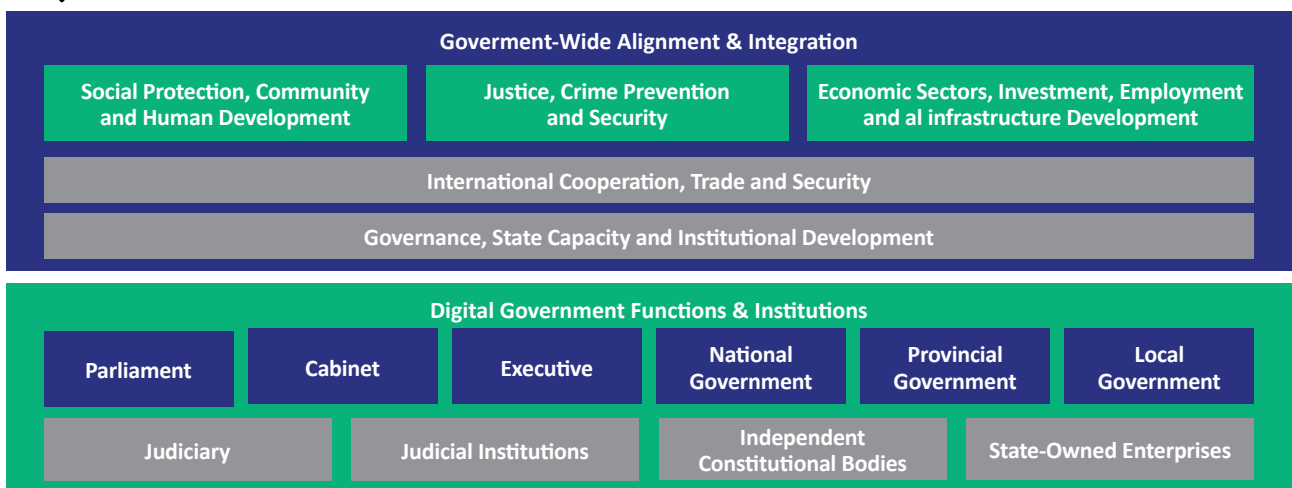 Goverment-Wide Alignment & Integration
Social Protection, Community
and Human Development
Justice, Crime Prevention
and Security
Economic Sectors, Investment, Employment
and al infrastructure Development
International Cooperation, Trade and Security
Governance, State Capacity and Institutional Development
Digital Government Functions & Institutions
Parliament
Cabinet
Executive
National
Government
Provincial
Government
Local
Government
Judiciary
Judicial Institutions
Independent
Constitutional Bodies
State-Owned Enterprises